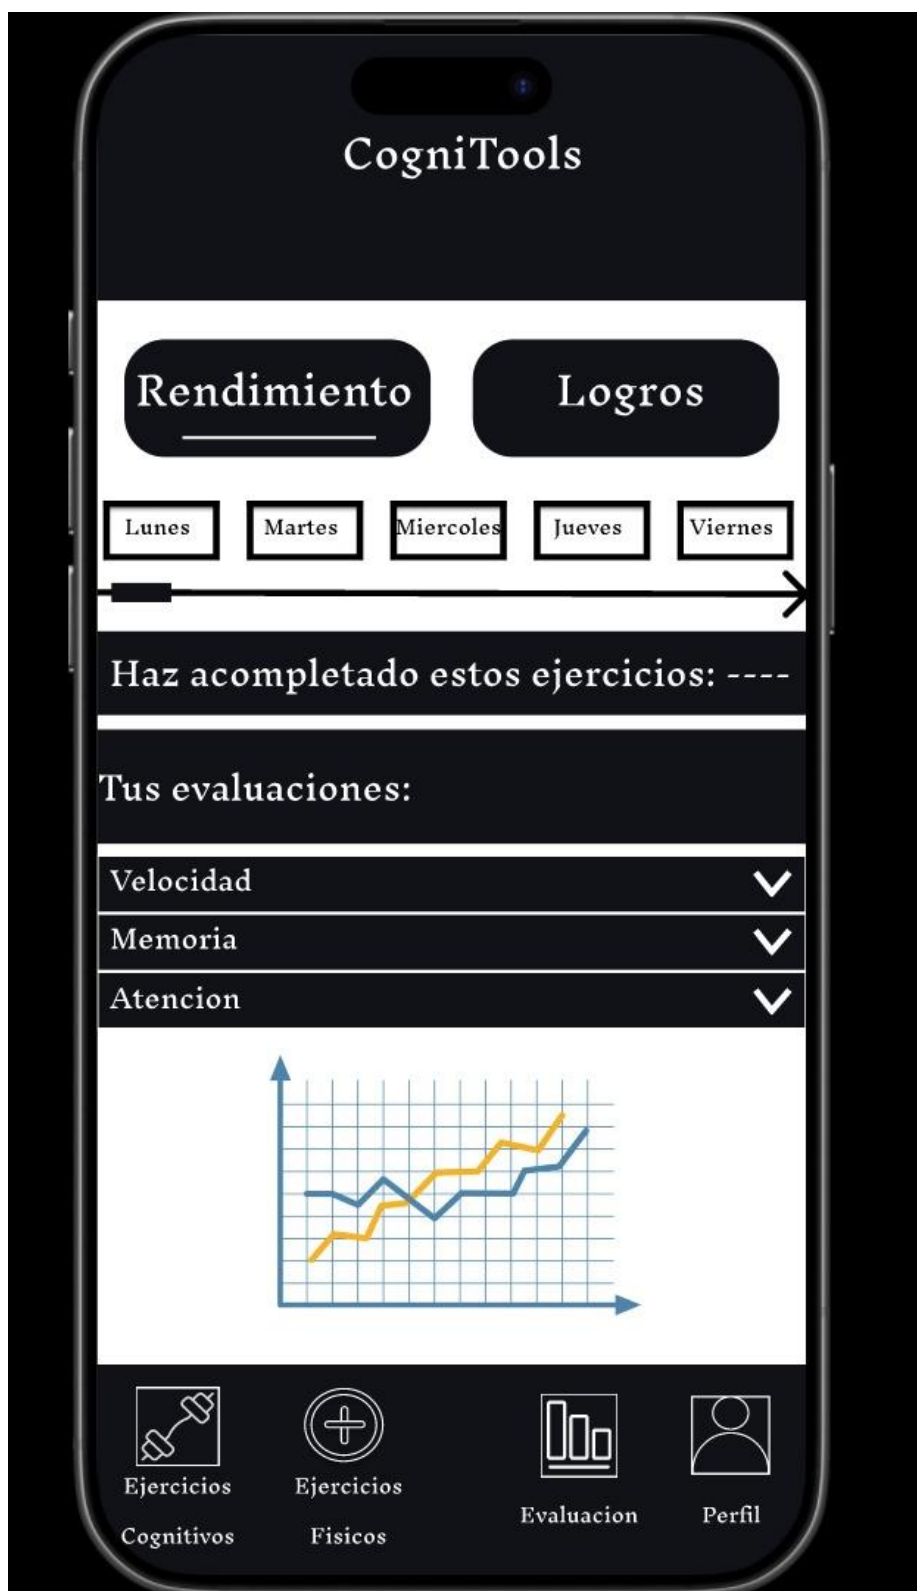 CogniTools
Rendimiento Logros
Lunes Martes Miercoles Jueves Viernes
Haz acompletado estos ejercicios: ----
Tus evaluaciones:
Velocidad
Memoria
Atencion
Ejercicios Cognitivos
Ejercicios Fisicos
Evaluacion
Perfil